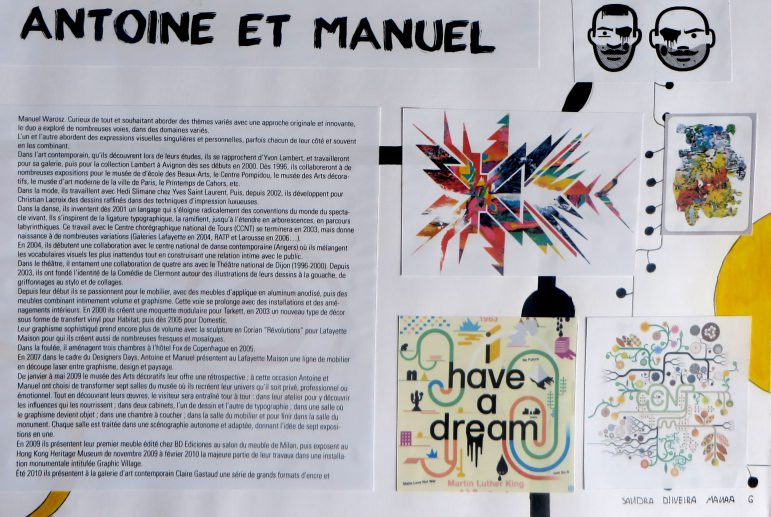 ANTOINE ET MANUEL
Manuel Warosz. Curieux de tout et souhaitant aborder des thèmes variés avec une approche originale et innovante,
le duo a exploré de nombreuses voies, dans des domaines variés.
L'un et l'autre abordent des expressions visuelles singulières et personnelles, parfois chacun de leur côté et souvent
en les combinant.
Dans l'art contemporain, qu'ils découvrent lors de leurs études, ils se rapprochent d'Yvon Lambert, et travailleront
pour sa galerie, puis pour la collection Lambert à Avignon dès ses débuts en 2000. Dès 1996, ils collaboreront à de
nombreuses expositions pour le musée de d'école des Beaux-Arts, le Centre Pompidou, le musée des Arts décora-
tifs, le musée d'art moderne de la ville de Paris, le Printemps de Cahors, etc.
Dans la mode, ils travaillent avec Hedi Slimane chez Yves Saint Laurent. Puis, depuis 2002, ils développent pour
Christian Lacroix des dessins raffinés dans des techniques d'impression luxueuses.
Dans la danse, ils inventent dès 2001 un langage qui s'éloigne radicalement des conventions du monde du specta-
cle vivant. Ils s'inspirent de la ligature typographique, la ramifient, jusqu'à l'étendre en arborescences, en parcours
labyrinthiques. Ce travail avec le Centre chorégraphique national de Tours (CCNT) se terminera en 2003, mais donne
naissance à de nombreuses variations (Galeries Lafayette en 2004, RATP et Larousse en 2006…).
En 2004, ils débutent une collaboration avec le centre national de danse contemporaine (Angers) où ils mélangent
les vocabulaires visuels les plus inattendus tout en construisant une relation intime avec le public.
Dans le théâtre, il entament une collaboration de quatre ans avec le Théâtre national de Dijon (1996-2000). Depuis
2003, ils ont fondé l'identité de la Comédie de Clermont autour des illustrations de leurs dessins à la gouache, de
griffonnages au stylo et de collages.
Depuis leur début ils se passionnent pour le mobilier, avec des meubles d'applique en aluminum anodisé, puis des
meubles combinant intimement volume et graphisme. Cette voie se prolonge avec des installations et des amé-
nagements intérieurs. En 2000 ils créent une moquette modulaire pour Tarkett, en 2003 un nouveau type de décor
sous forme de transfert vinyl pour Habitat, puis dès 2005 pour Domestic.
Leur graphisme sophistiqué prend encore plus de volume avec la sculpture en Corian "Révolutions" pour Lafayette
Maison pour qui ils créent aussi de nombreuses fresques et mosaïques.
Dans la foulée, il aménagent trois chambres à l'hôtel Fox de Copenhague en 2005.
En 2007 dans le cadre du Designers Days, Antoine et Manuel présentent au Lafayette Maison une ligne de mobilier
en découpe laser entre graphisme, design et paysage.
De janvier à mai 2009 le musée des Arts décoratifs leur offre une rétrospective ; à cette occasion Antoine et
Manuel ont choisi de transformer sept salles du musée où ils recréent leur univers qu'il soit privé, professionnel ou
émotionnel. Tout en découvrant leurs œuvres, le visiteur sera entraîné tour à tour : dans leur atelier pour y découvrir
les influences qui les nourrissent ; dans deux cabinets, l'un de dessin et l'autre de typographie ; dans une salle où
le graphisme devient objet ; dans une chambre à coucher ; dans la salle du mobilier et pour finir dans la salle du
monument. Chaque salle est traitée dans une scénographie autonome et adaptée, donnant l'idée de sept exposi-
tions en une.
En 2009 ils présentent leur premier meuble édité chez BD Ediciones au salon du meuble de Milan, puis exposent au
Hong Kong Heritage Museum de novembre 2009 à février 2010 la majeure partie de leur travaux dans une installa-
tion monumentale intitulée Graphic Village.
Été 2010 ils présentent à la galerie d'art contemporain Claire Gastaud une série de grands formats d'encre et
1963
i
have
a
dream
Make Love Not War
Martin Luther King
SANDRA OLIVEIRA MANAA G